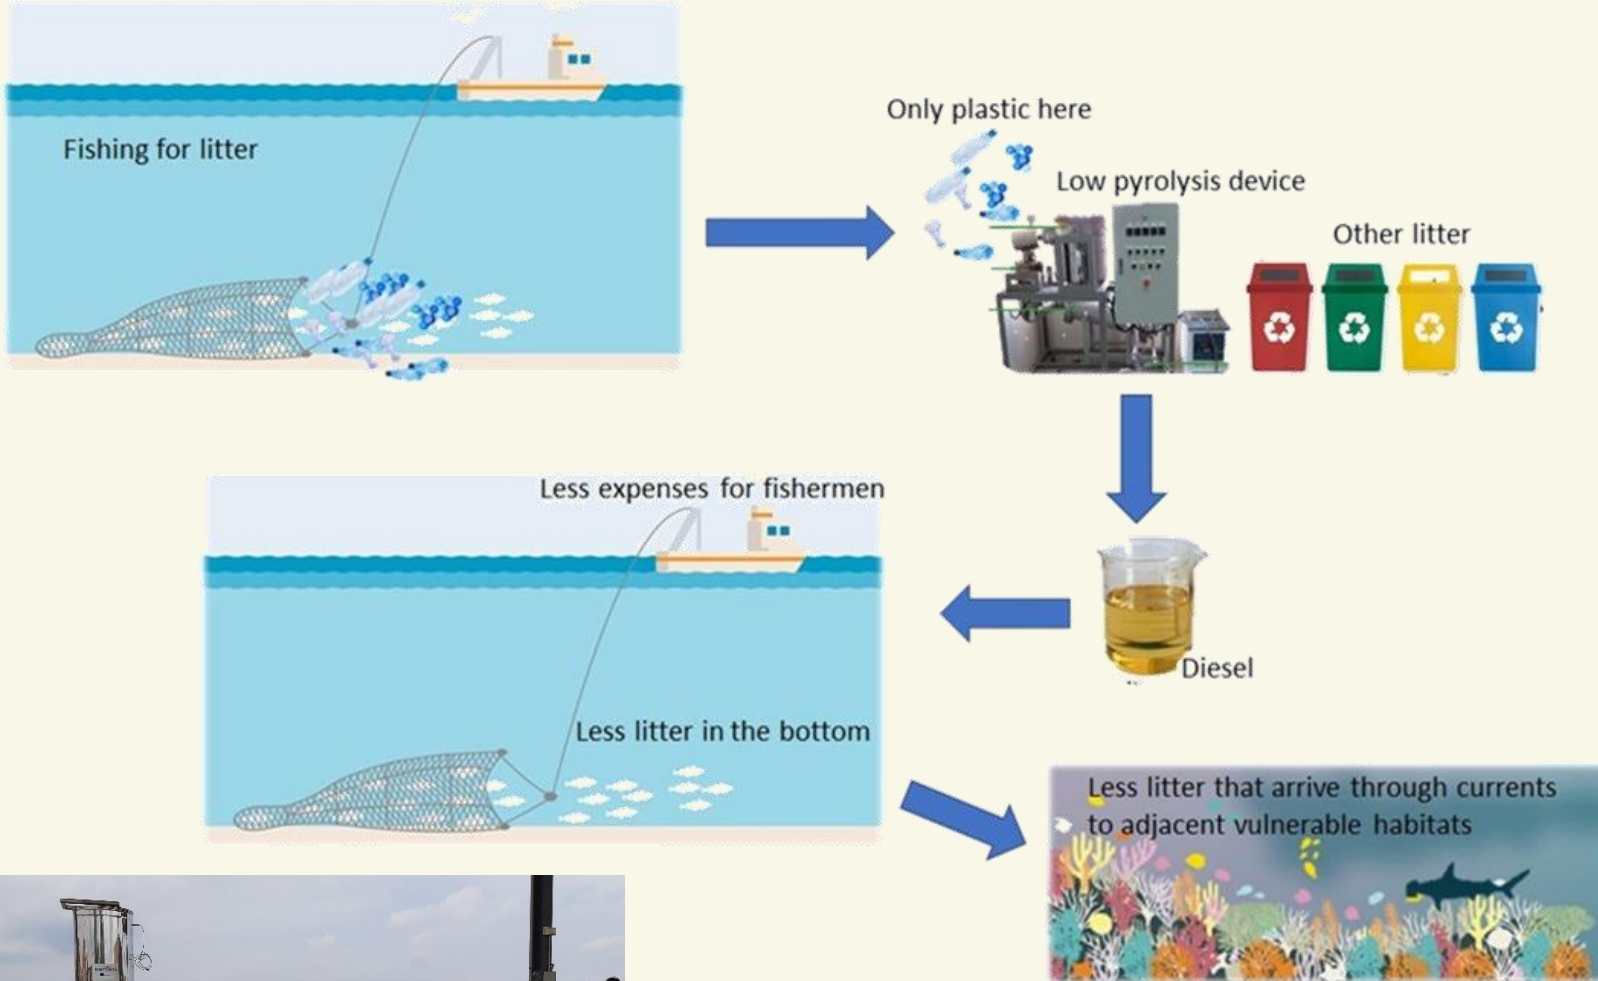 Fishing for litter
Only plastic here
Low pyrolysis device
Other litter
Diesel
Less expenses for fishermen
Less litter in the bottom
Less litter that arrive through currents
to adjacent vulnerable habitats